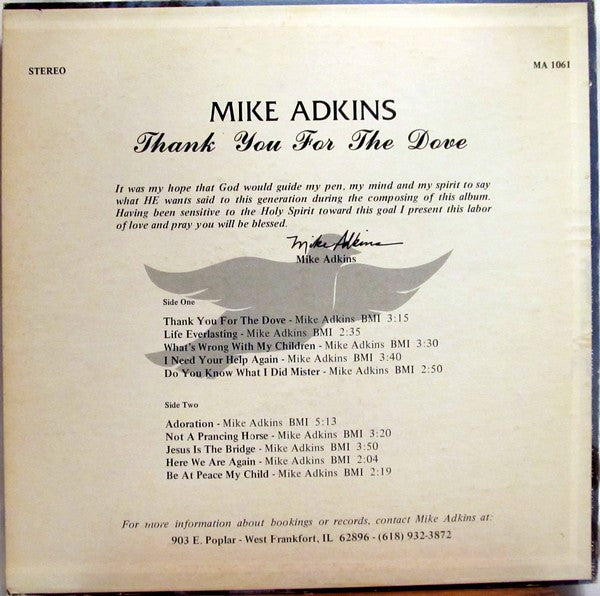 STEREO
MA 1061
MIKE ADKINS
Thank You For The Dove
It was my hope that God would guide my pen, my mind and my spirit to say
what HE wants said to this generation during the composing of this album.
Having been sensitive to the Holy Spirit toward this goal I present this labor
of love and pray you will be blessed.
Mike Adkins
Mike Adkins
Side One
Thank You For The Dove - Mike Adkins BMI 3:15
Life Everlasting - Mike Adkins BMI 2:35
What's Wrong With My Children - Mike Adkins BMI 3:30
I Need Your Help Again - Mike Adkins BMI 3:40
Do You Know What I Did Mister - Mike Adkins BMI 2:50
Side Two
Adoration - Mike Adkins BMI 5:13
Not A Prancing Horse - Mike Adkins BMI 3:20
Jesus Is The Bridge - Mike Adkins BMI 3:50
Here We Are Again - Mike Adkins BMI 2:04
Be At Peace My Child - Mike Adkins BMI 2:19
For more information about bookings or records, contact Mike Adkins at:
903 E. Poplar - West Frankfort, IL 62896 - (618) 932-3872